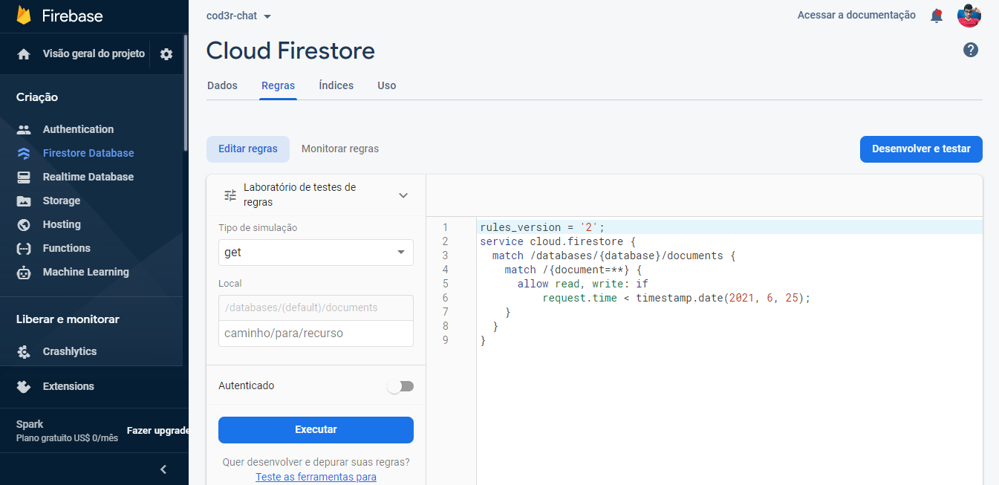 Firebase
cod3r-chat
Acessar a documentação
Visão geral do projeto
Cloud Firestore
Dados
Regras
Índices
Uso
Criação
Authentication
Firestore Database
Realtime Database
Storage
Hosting
Functions
Machine Learning
Liberar e monitorar
Crashlytics
Extensions
Spark
Plano gratuito US$ 0/mês
Fazer upgrade
Editar regras
Monitorar regras
Desenvolver e testar
Laboratório de testes de
regras
Tipo de simulação
get
Local
/databases/(default)/documents
caminho/para/recurso
Autenticado
Executar
Quer desenvolver e depurar suas regras?
Teste as ferramentas para
1 rules_version = '2';
2 service cloud.firestore {
3 match /databases/{database}/documents {
4 match /{document=**} {
5 allow read, write: if
6 request.time < timestamp.date(2021, 6, 25);
7 }
8 }
9 }